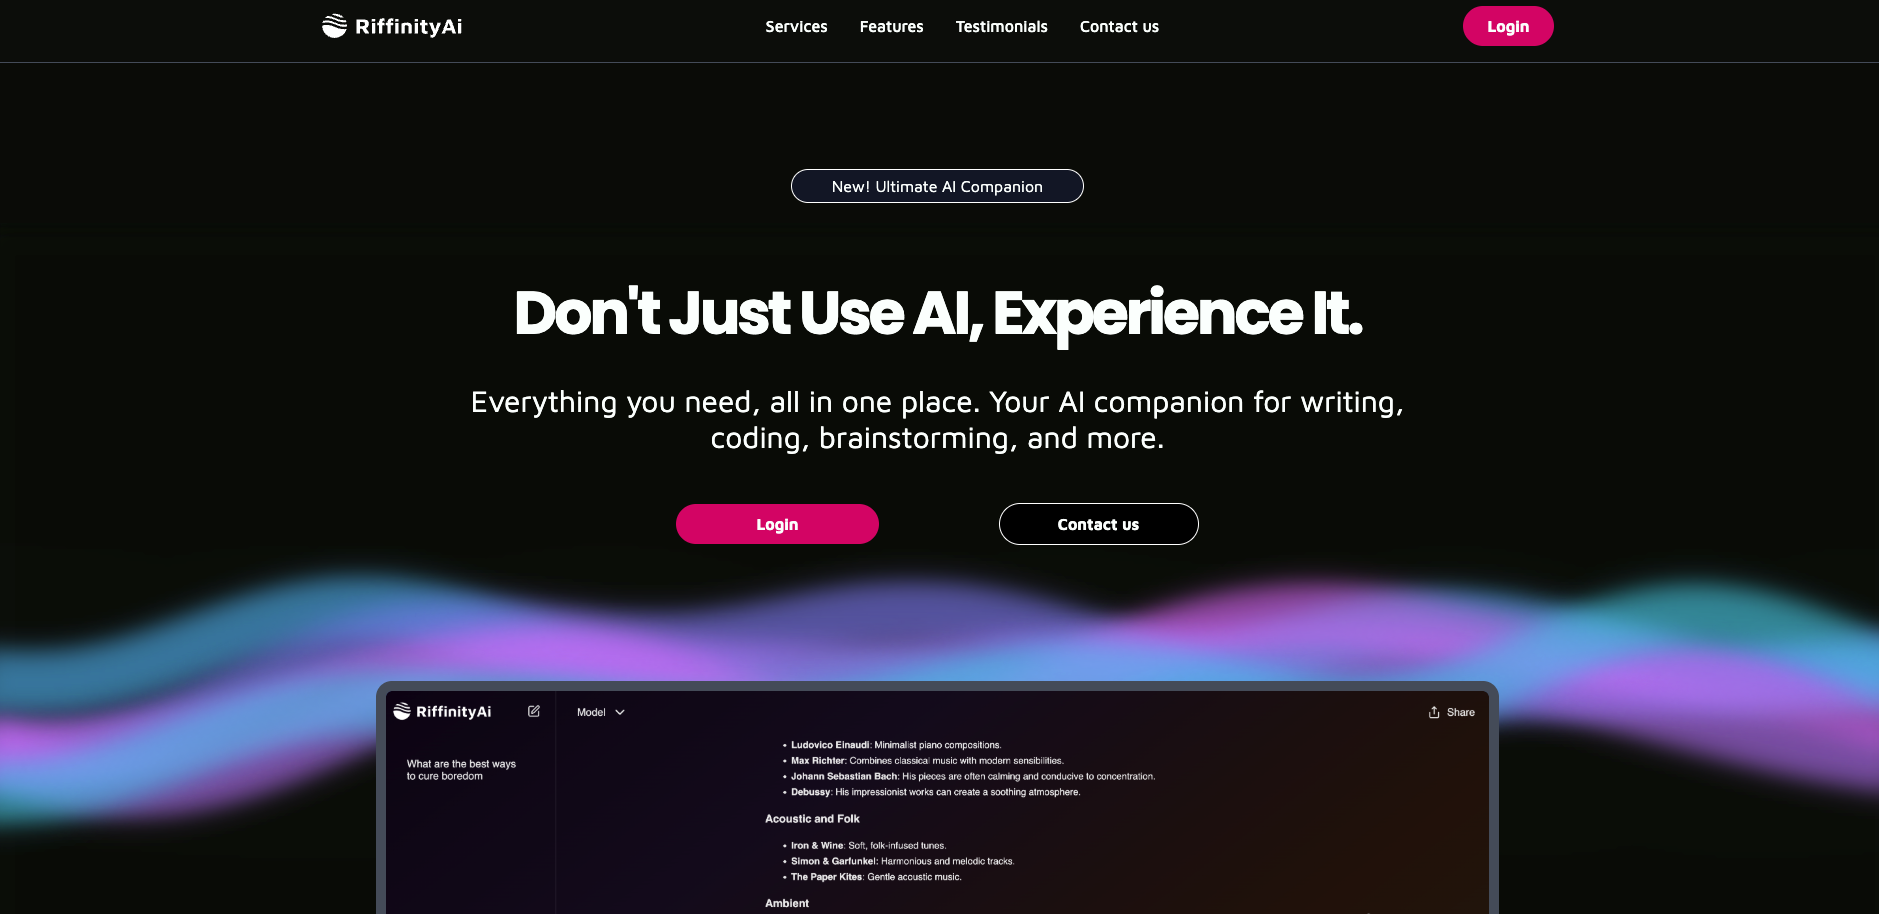 RiffinityAi
Services
Features
Testimonials
Contact us
Login
New! Ultimate AI Companion
Don't Just Use AI, Experience It.
Everything you need, all in one place. Your AI companion for writing,
coding, brainstorming, and more.
Login
Contact us
RiffinityAi
Model
Share
What are the best ways
to cure boredom
• Ludovico Einaudi: Minimalist piano compositions.
• Max Richter: Combines classical music with modern sensibilities.
• Johann Sebastian Bach: His pieces are often calming and conducive to concentration.
• Debussy: His impressionist works can create a soothing atmosphere.
Acoustic and Folk
• Iron & Wine: Soft, folk-infused tunes.
• Simon & Garfunkel: Harmonious and melodic tracks.
• The Paper Kites: Gentle acoustic music.
Ambient